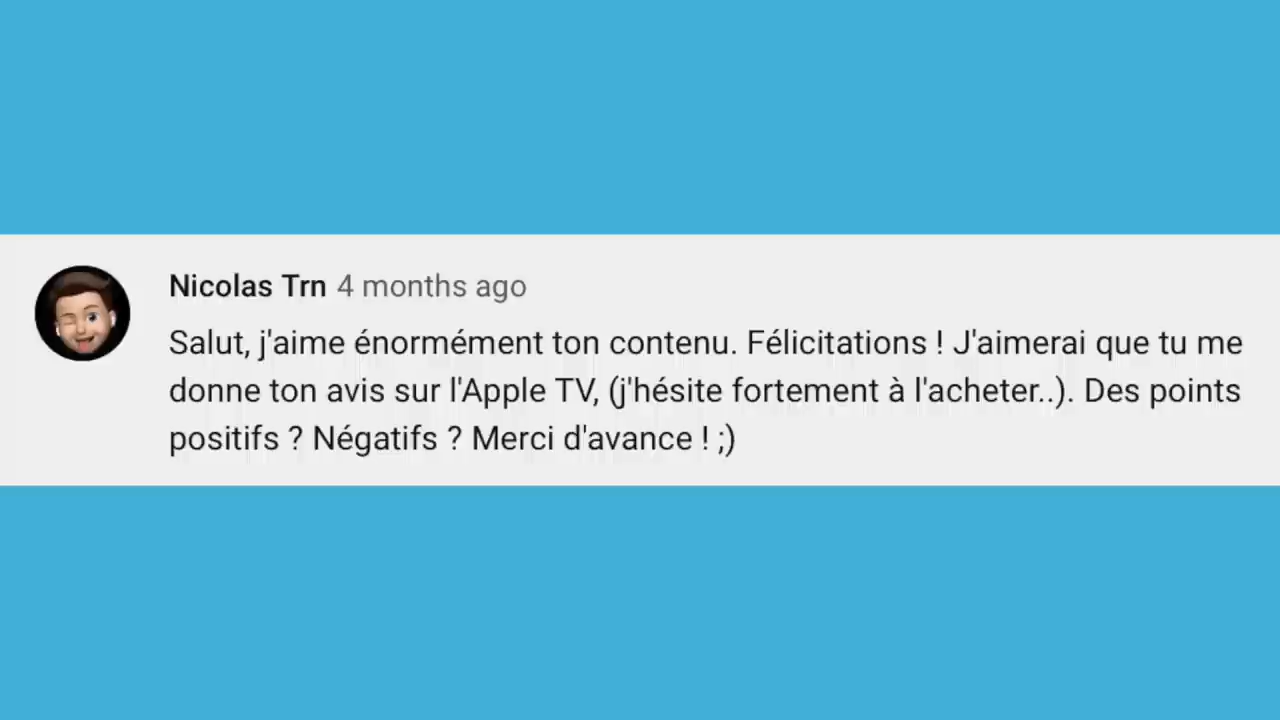 Nicolas Trn 4 months ago
Salut, j'aime énormément ton contenu. Félicitations ! J'aimerai que tu me
donne ton avis sur l'Apple TV, (j'hésite fortement à l'acheter..). Des points
positifs ? Négatifs ? Merci d'avance ! ;)